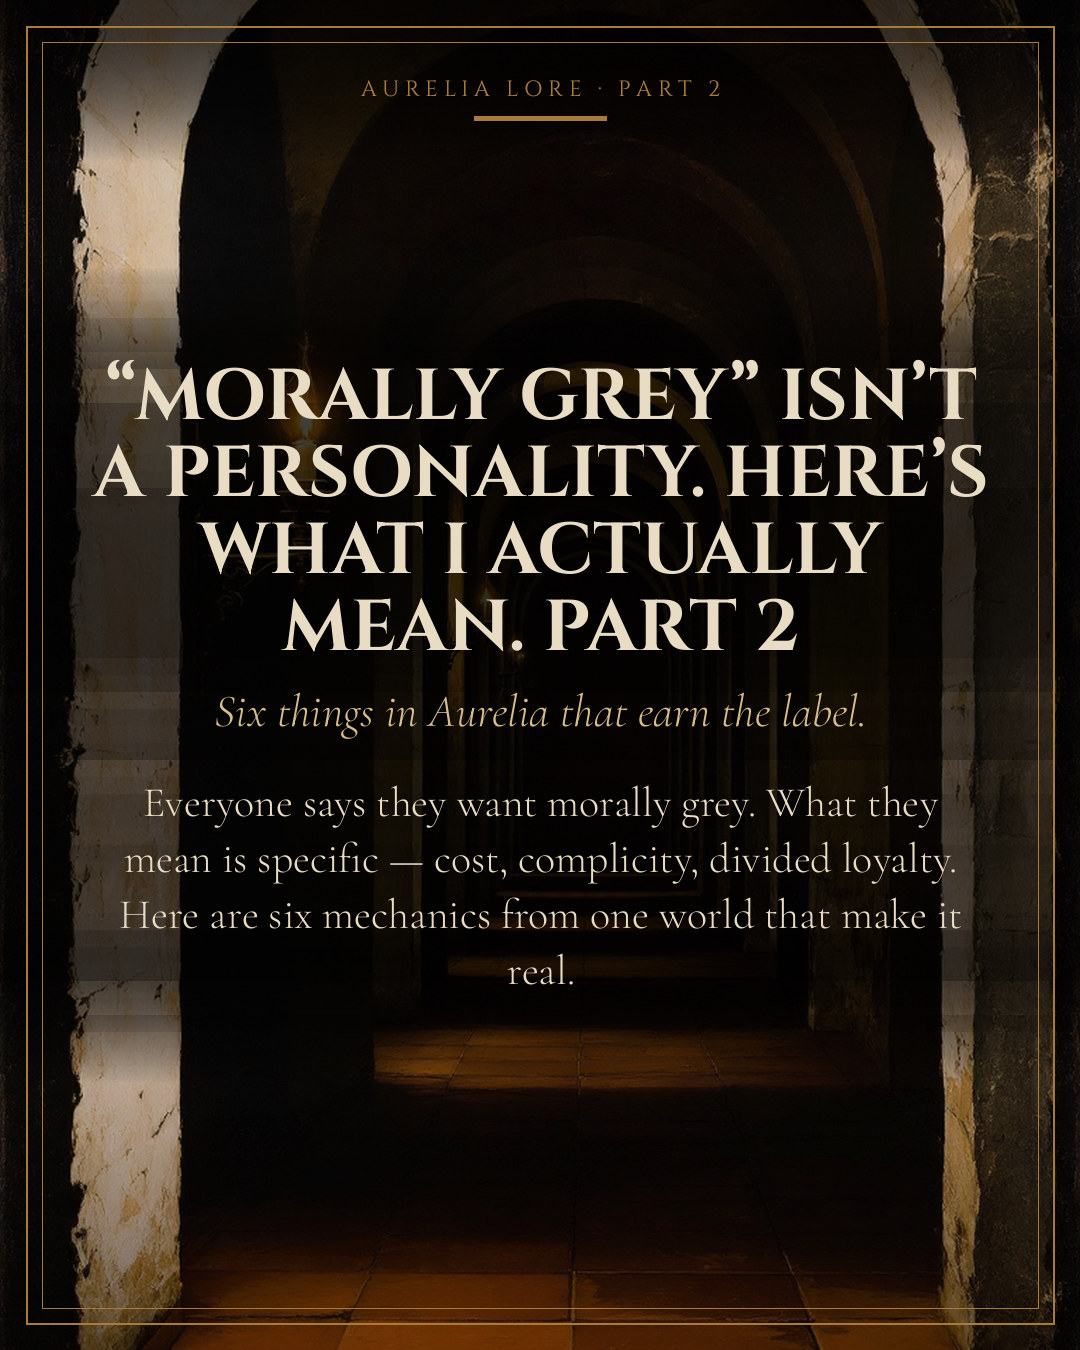 AURELIA LORE · PART 2
“MORALLY GREY” ISN’T
A PERSONALITY. HERE’S
WHAT I ACTUALLY
MEAN. PART 2
Six things in Aurelia that earn the label.
Everyone says they want morally grey. What they
mean is specific — cost, complicity, divided loyalty.
Here are six mechanics from one world that make it
real.